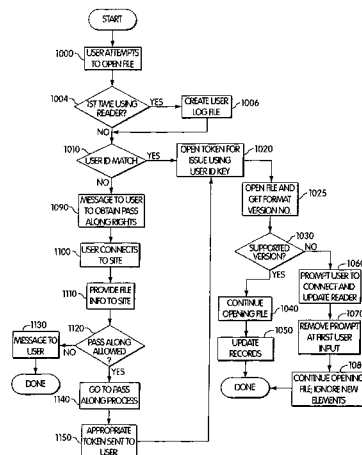 START
1000
USER ATTEMPTS
TO OPEN FILE
1004
1ST TIME USING
READER?
YES
CREATE USER
LOG FILE
1006
NO
1010
USER ID MATCH
YES
OPEN TOKEN FOR
ISSUE USING
USER ID KEY
1020
NO
OPEN FILE AND
GET FORMAT
VERSION NO.
1025
1090
MESSAGE TO USER
TO OBTAIN PASS
ALONG RIGHTS
1030
SUPPORTED
VERSION?
NO
YES
1100
USER CONNECTS
TO SITE
1060
PROMPT USER TO
CONNECT AND
UPDATE READER
1110
PROVIDE FILE
INFO TO SITE
CONTINUE
OPENING FILE
1040
1070
REMOVE PROMPT
AT FIRST USER
INPUT
1130
MESSAGE TO
USER
NO
1120
PASS ALONG
ALLOWED
?
YES
1050
UPDATE
RECORDS
108
CONTINUE OPENING
FILE; IGNORE NEW
ELEMENTS
DONE
DONE
1140
GO TO PASS
ALONG PROCESS
1150
APPROPRIATE
TOKEN SENT TO
USER